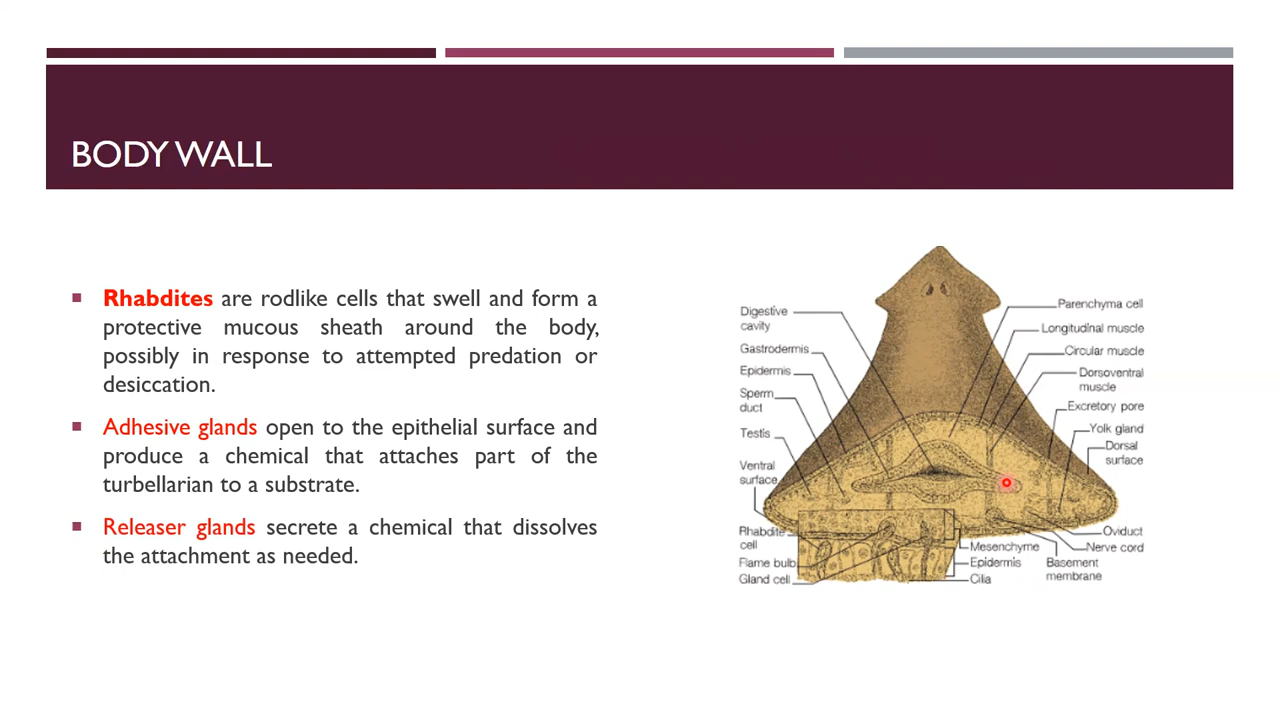 BODY WALL
Rhabdites are rodlike cells that swell and form a
protective mucous sheath around the body,
possibly in response to attempted predation or
desiccation.
Adhesive glands open to the epithelial surface and
produce a chemical that attaches part of the
turbellarian to a substrate.
Releaser glands secrete a chemical that dissolves
the attachment as needed.
Digestive
cavity
Gastrodermis
Epidermis
Sperm
duct
Testis
Ventral
surface
Rhabdite
cell
Flame bulb
Gland cell
Parenchyma cell
Longitudinal muscle
Circular muscle
Dorsoventral
muscle
Excretory pore
Yolk gland
Dorsal
surface
Oviduct
Nerve cord
Mesenchyme
Epidermis
Cilia
Basement
membrane